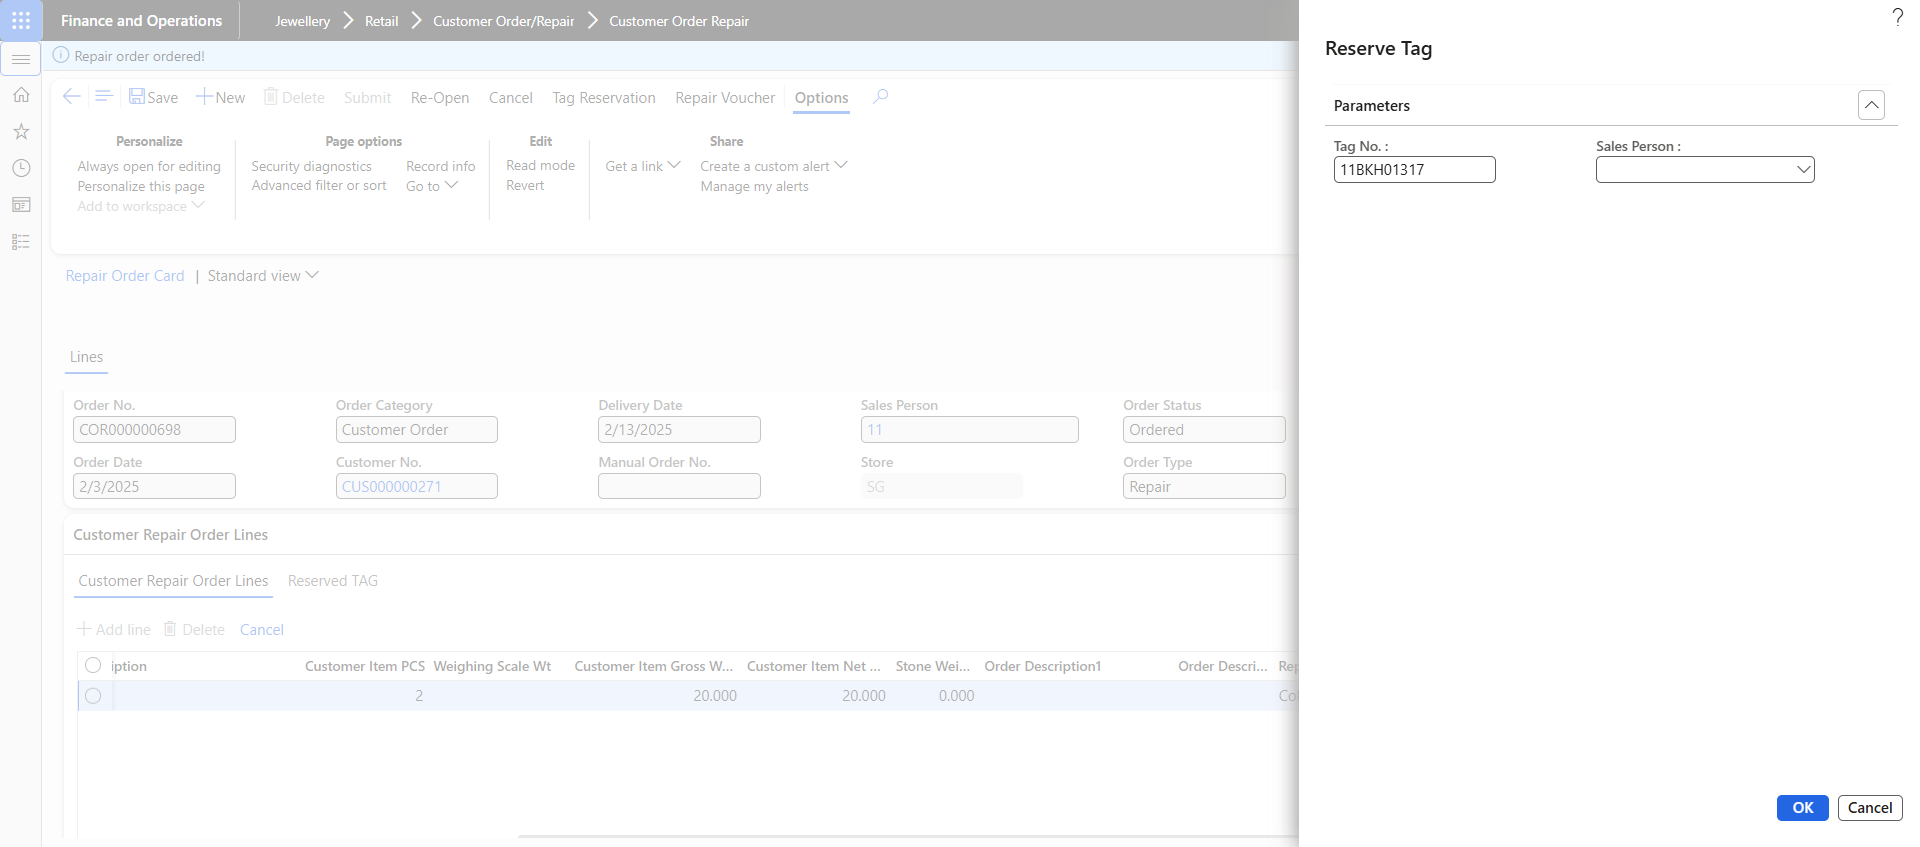 Finance and Operations
Jewellery
Retail
Customer Order/Repair
Customer Order Repair
Repair order ordered!
Save
New
Delete
Submit
Re-Open
Cancel
Tag Reservation
Repair Voucher
Options
Personalize
Always open for editing
Personalize this page
Add to workspace
Page options
Security diagnostics
Advanced filter or sort
Record info
Go to
Edit
Read mode
Revert
Share
Get a link
Create a custom alert
Manage my alerts
Repair Order Card | Standard view
Lines
Order No.
COR000000698
Order Category
Customer Order
Delivery Date
2/13/2025
Sales Person
11
Order Status
Ordered
Order Date
2/3/2025
Customer No.
CUS000000271
Manual Order No.
Store
SG
Order Type
Repair
Customer Repair Order Lines
Customer Repair Order Lines
Reserved TAG
Add line
Delete
Cancel
iption
Customer Item PCS
Weighing Scale Wt
Customer Item Gross W...
Customer Item Net ...
Stone Wei...
Order Description1
Order Descri...
Rep
2
20.000
20.000
0.000
Co
?
Reserve Tag
Parameters
Tag No. :
11BKH01317
Sales Person :
OK
Cancel